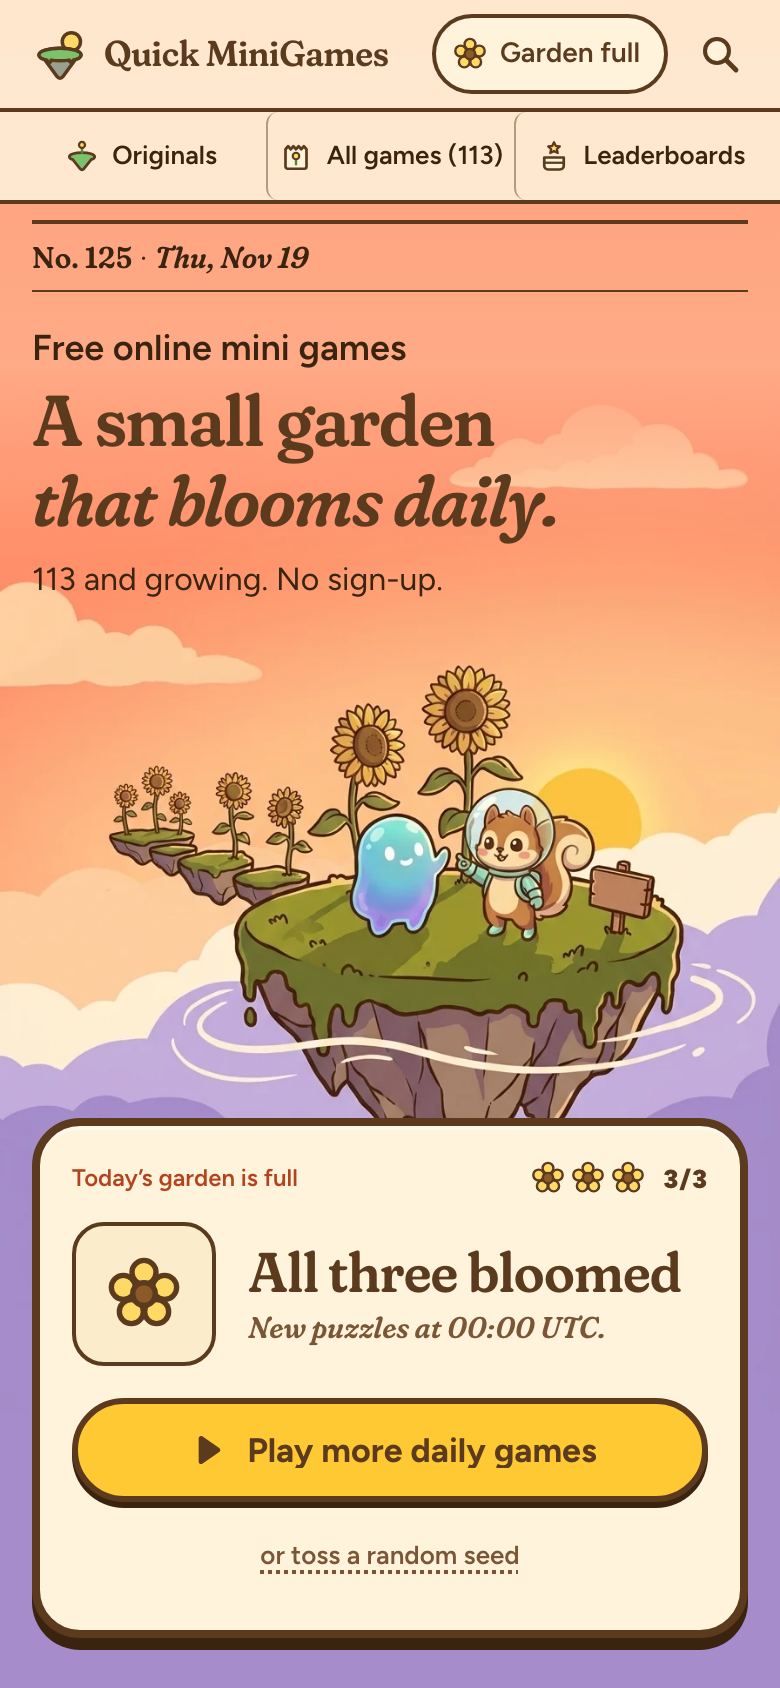 Quick MiniGames
Garden full
Originals
All games (113)
Leaderboards
No. 125 · Thu, Nov 19
Free online mini games
A small garden
that blooms daily.
113 and growing. No sign-up.
Today’s garden is full
3/3
All three bloomed
New puzzles at 00:00 UTC.
Play more daily games
or toss a random seed